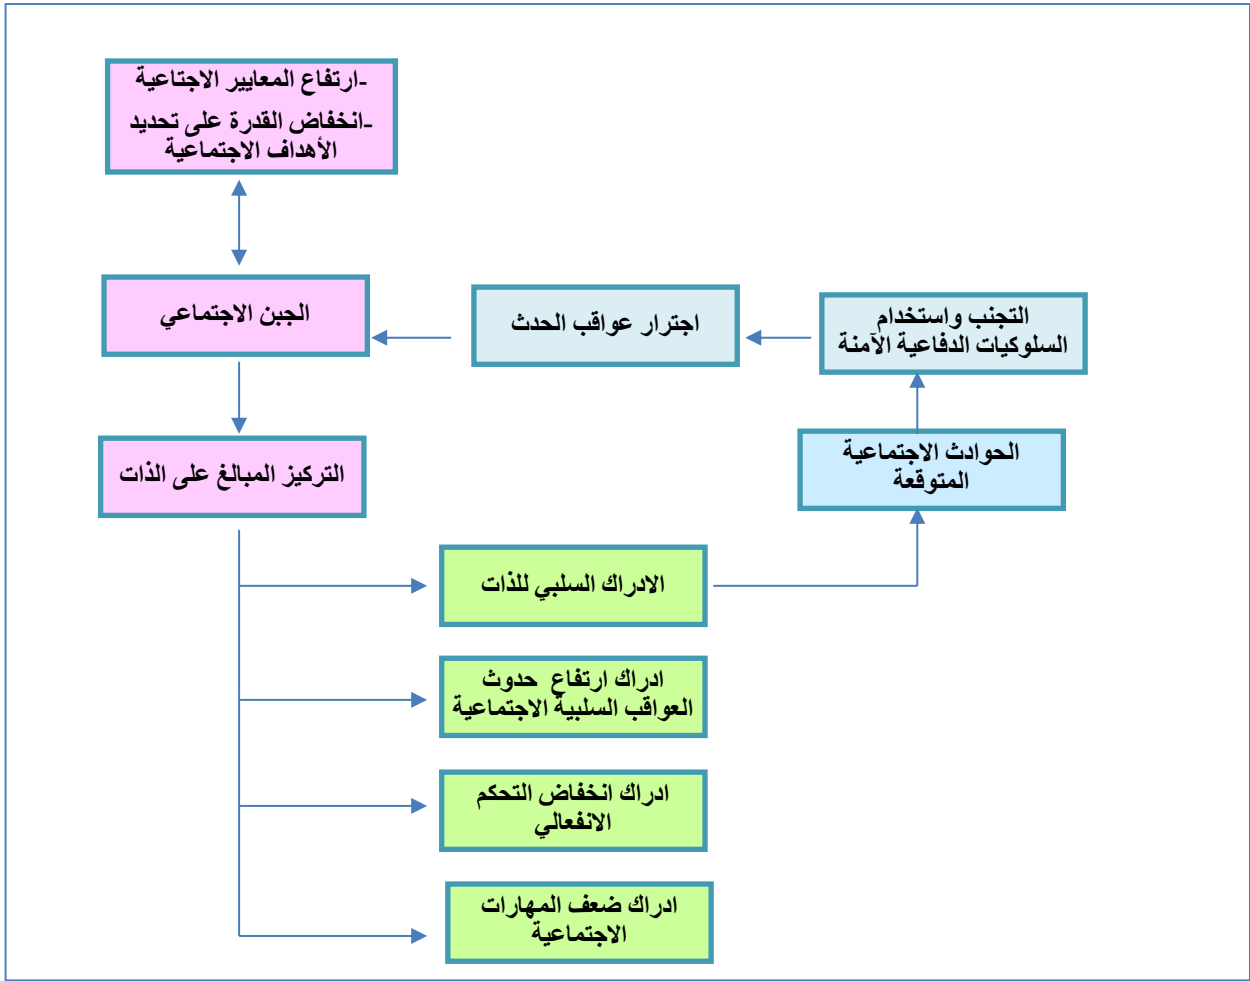 -ارتفاع المعايير الاجتاعية
-انخفاض القدرة على تحديد
الأهداف الاجتماعية
الجبن الاجتماعي
اجترار عواقب الحدث
التجنب واستخدام
السلوكيات الدفاعية الآمنة
التركيز المبالغ على الذات
الحوادث الاجتماعية
المتوقعة
الادراك السلبي للذات
ادراك ارتفاع حدوث
العواقب السلبية الاجتماعية
ادراك انخفاض التحكم
الانفعالي
ادراك ضعف المهارات
الاجتماعية